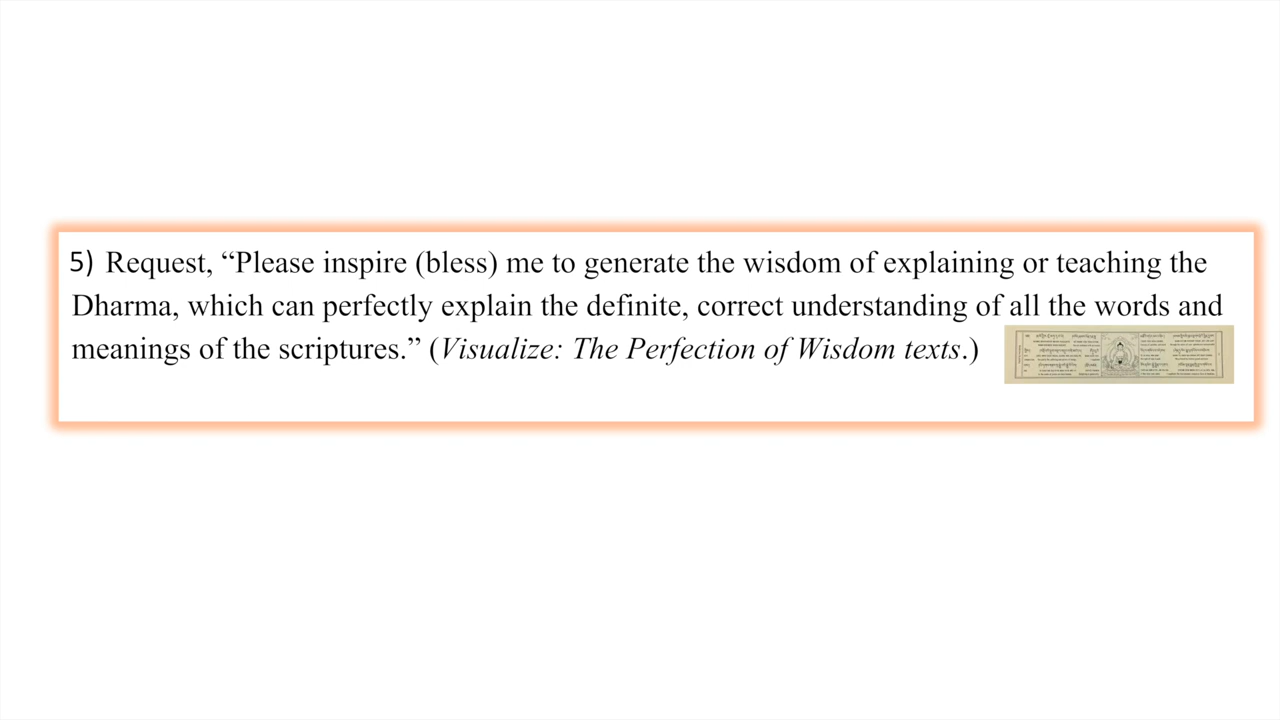 5) Request, “Please inspire (bless) me to generate the wisdom of explaining or teaching the
Dharma, which can perfectly explain the definite, correct understanding of all the words and
meanings of the scriptures.” (Visualize: The Perfection of Wisdom texts.)